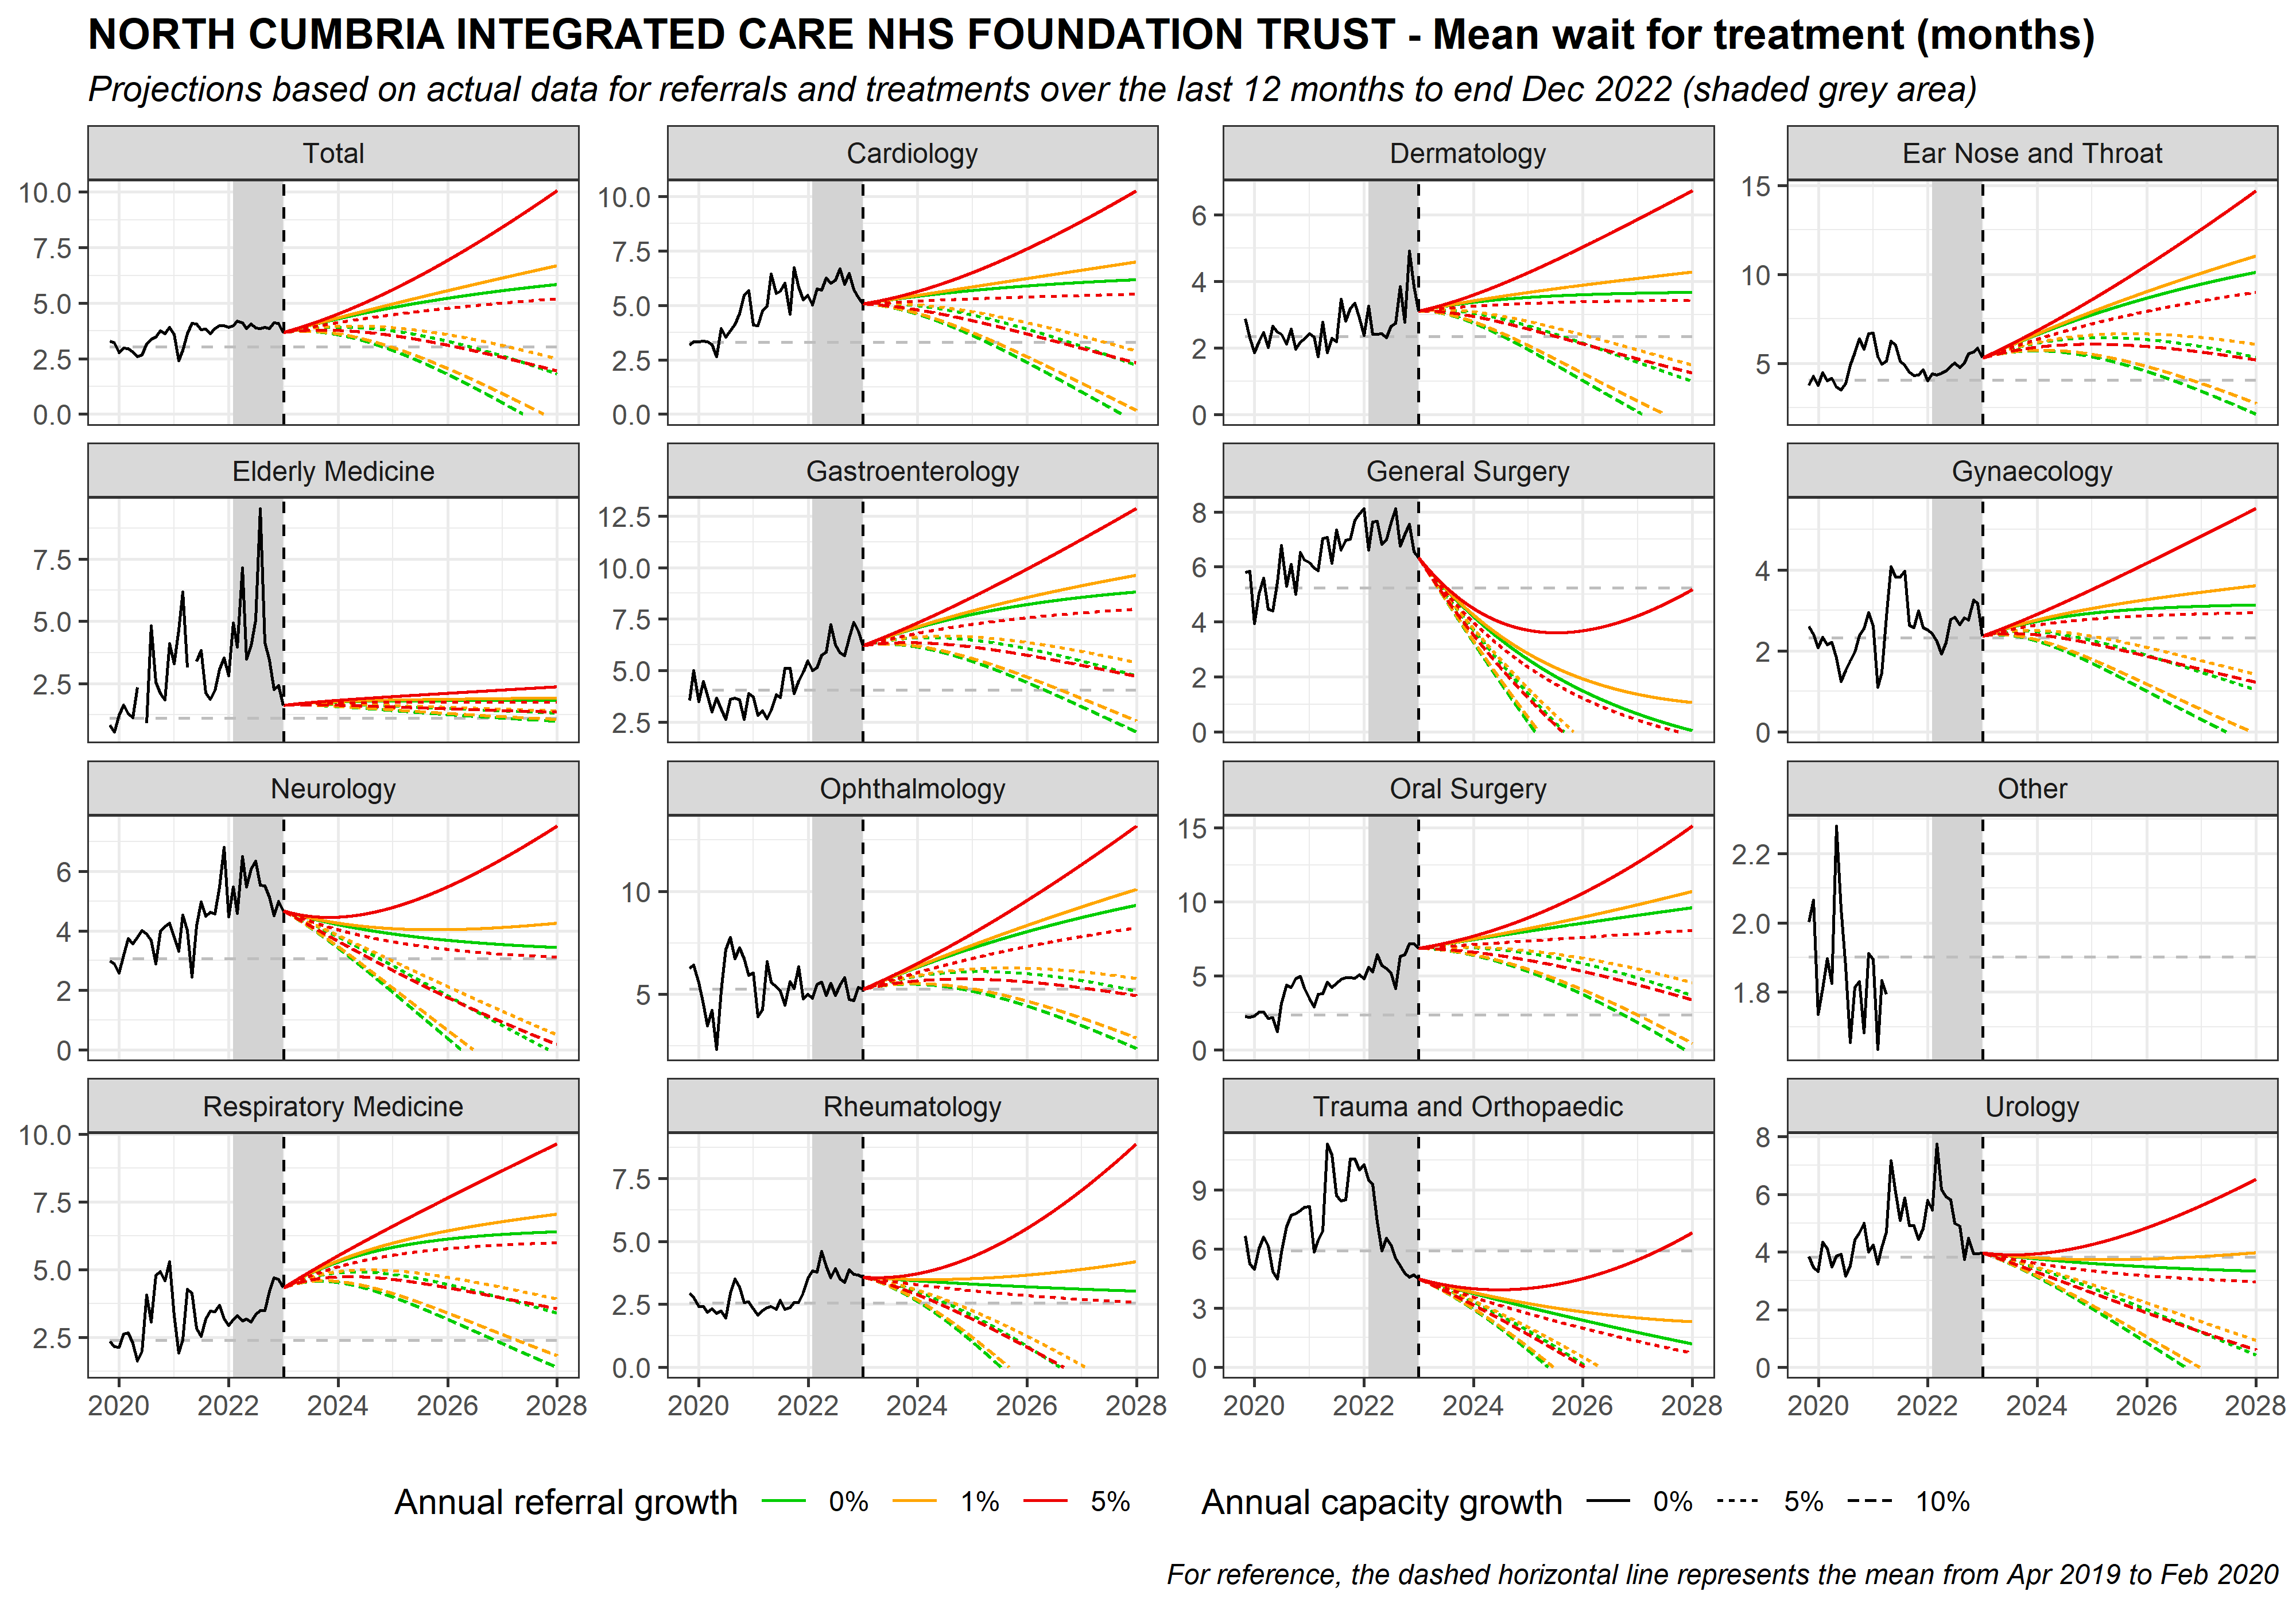 NORTH CUMBRIA INTEGRATED CARE NHS FOUNDATION TRUST - Mean wait for treatment (months)
Projections based on actual data for referrals and treatments over the last 12 months to end Dec 2022 (shaded grey area)
Total Cardiology Dermatology Ear Nose and Throat
10.0 10.0 6 15
7.5 7.5 4 10
5.0 5.0 2 5
2.5 2.5 0
0.0 0.0
Elderly Medicine Gastroenterology General Surgery Gynaecology
7.5 12.5 8 4
5.0 10.0 6 2
2.5 7.5 4 0
5.0 2
2.5 0
Neurology Ophthalmology Oral Surgery Other
6 10 15 2.2
4 5 10 2.0
2 5 1.8
0 0
Respiratory Medicine Rheumatology Trauma and Orthopaedic Urology
10.0 7.5 9 8
7.5 5.0 6 6
5.0 2.5 3 4
2.5 0.0 0 2
0
2020 2022 2024 2026 2028 2020 2022 2024 2026 2028 2020 2022 2024 2026 2028 2020 2022 2024 2026 2028
Annual referral growth 0% 1% 5% Annual capacity growth 0% 5% 10%
For reference, the dashed horizontal line represents the mean from Apr 2019 to Feb 2020